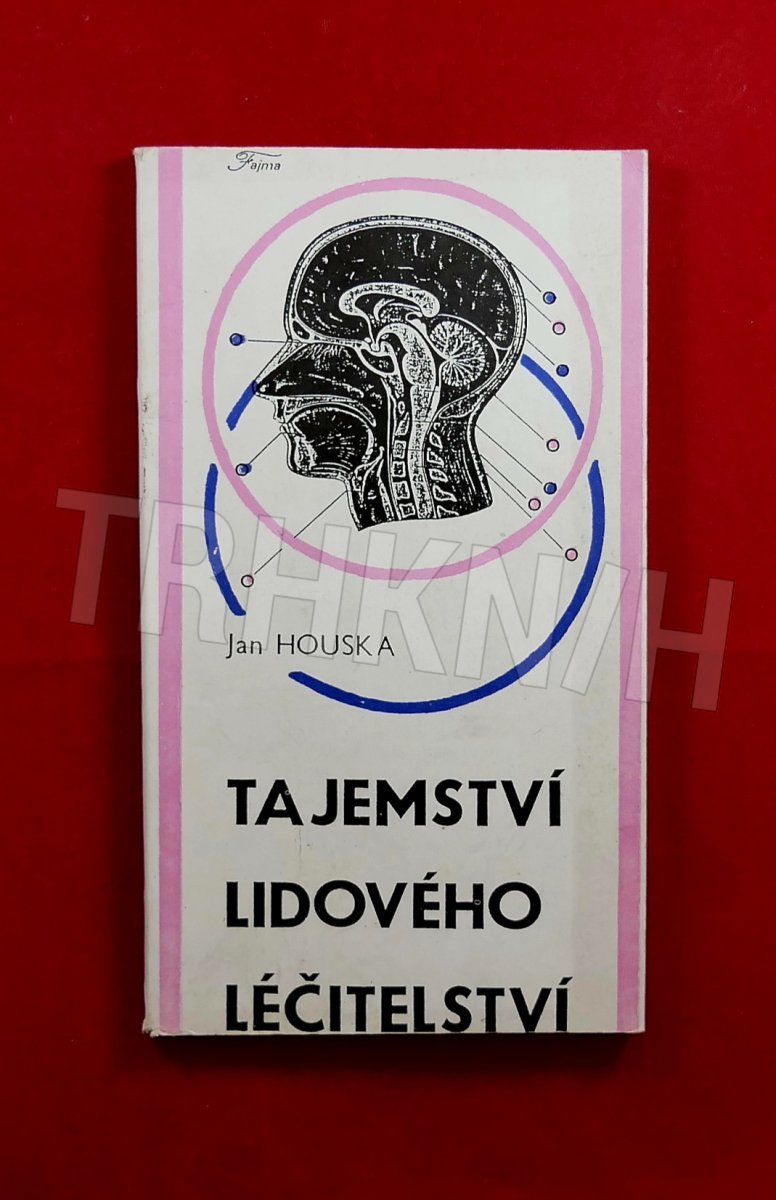 Fajma
TRHKNIH
Jan HOUSKA
TAJEMSTVÍ
LIDOVÉHO
LÉČITELSTVÍ